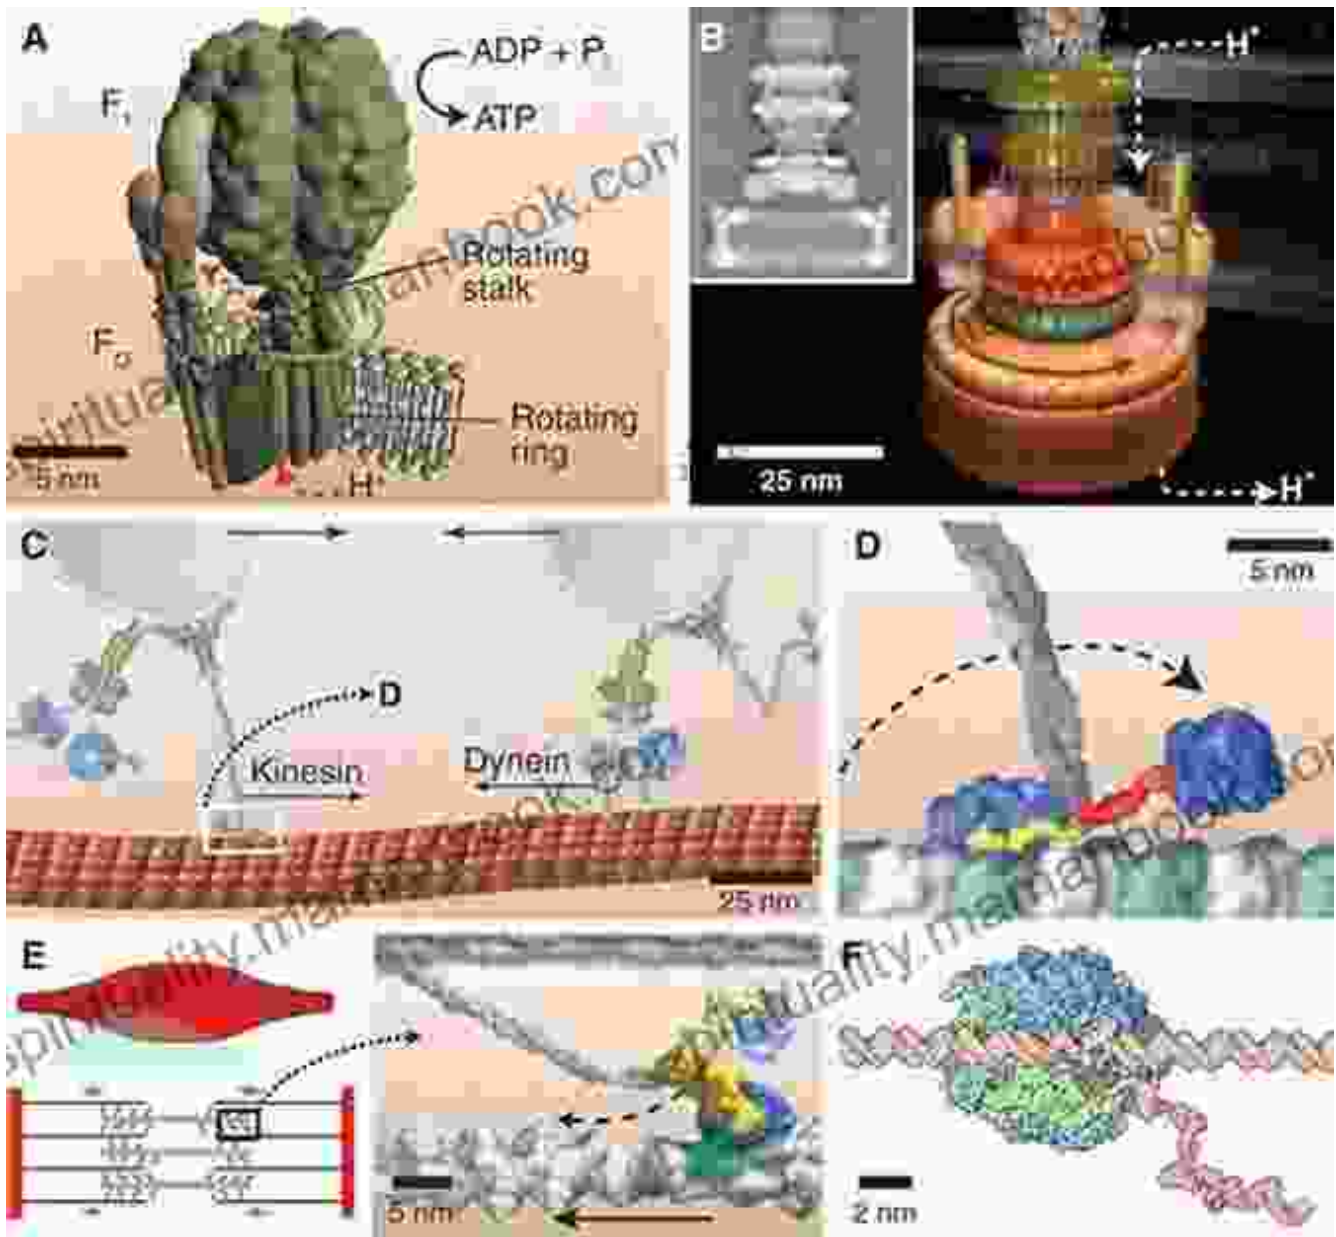 A
ADP + Pi
F1
ATP
Rotating
stalk
Fo
Rotating
ring
5 nm
H+
B
H+
25 nm
H+
C
D
Kinesin
Dynein
25 nm
D
5 nm
E
5 nm
F
2 nm